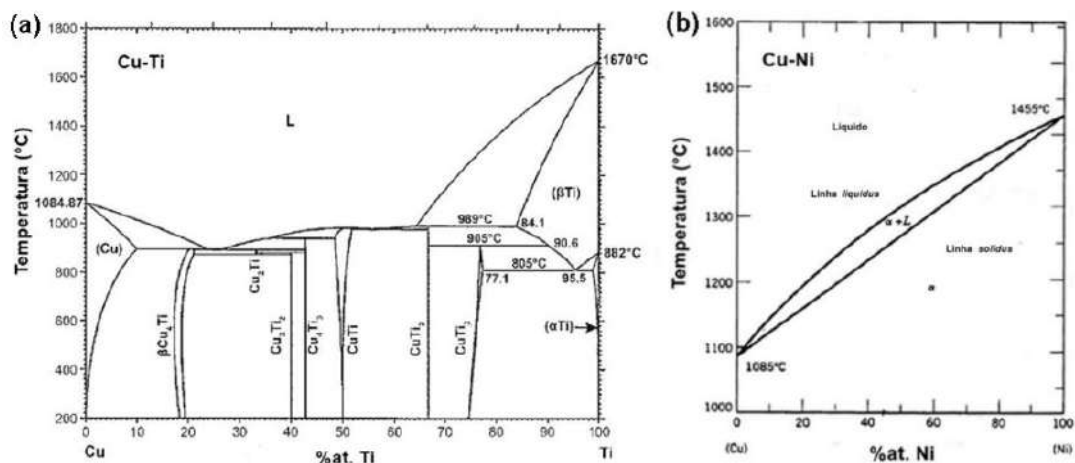 (a)
Cu-Ti
Temperatura (°C)
1800
1600
1400
1200
1000
800
600
400
200
1084.87
L
1670°C
(βTi)
989°C
84.1
(Cu)
905°C
90.6
882°C
805°C
77.1
95.5
βCu₄Ti
Cu₂Ti
Cu₃Ti₂
Cu₄Ti₃
CuTi
CuTi₂
CuTi₃
(αTi)
0 10 20 30 40 50 60 70 80 90 100
Cu
%at. Ti
Ti
(b)
Cu-Ni
Temperatura (°C)
1600
1500
1400
1300
1200
1100
1000
1455°C
Líquido
Linha liquidus
α+L
Linha solidus
α
1085°C
0 20 40 60 80 100
(Cu)
%at. Ni
(Ni)